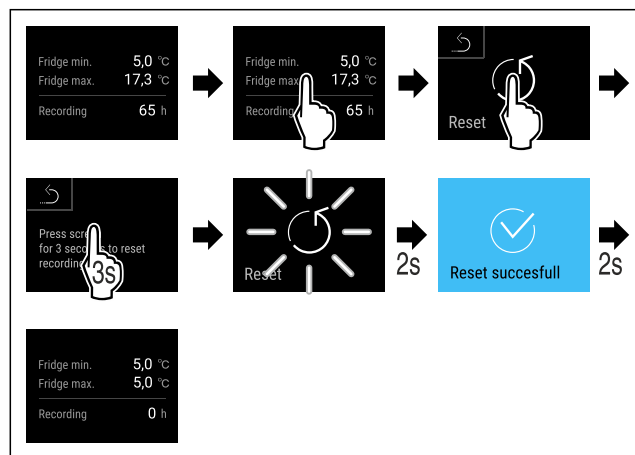 Fridge min. 5,0 °C
Fridge max. 17,3 °C
Recording 65 h
Fridge min. 5,0 °C
Fridge max 17,3 °C
Recording 65 h
Reset
Press scre
for 3 seco s to reset
recordin
3s
Reset
2s
Reset succesfull
2s
Fridge min. 5,0 °C
Fridge max. 5,0 °C
Recording 0 h